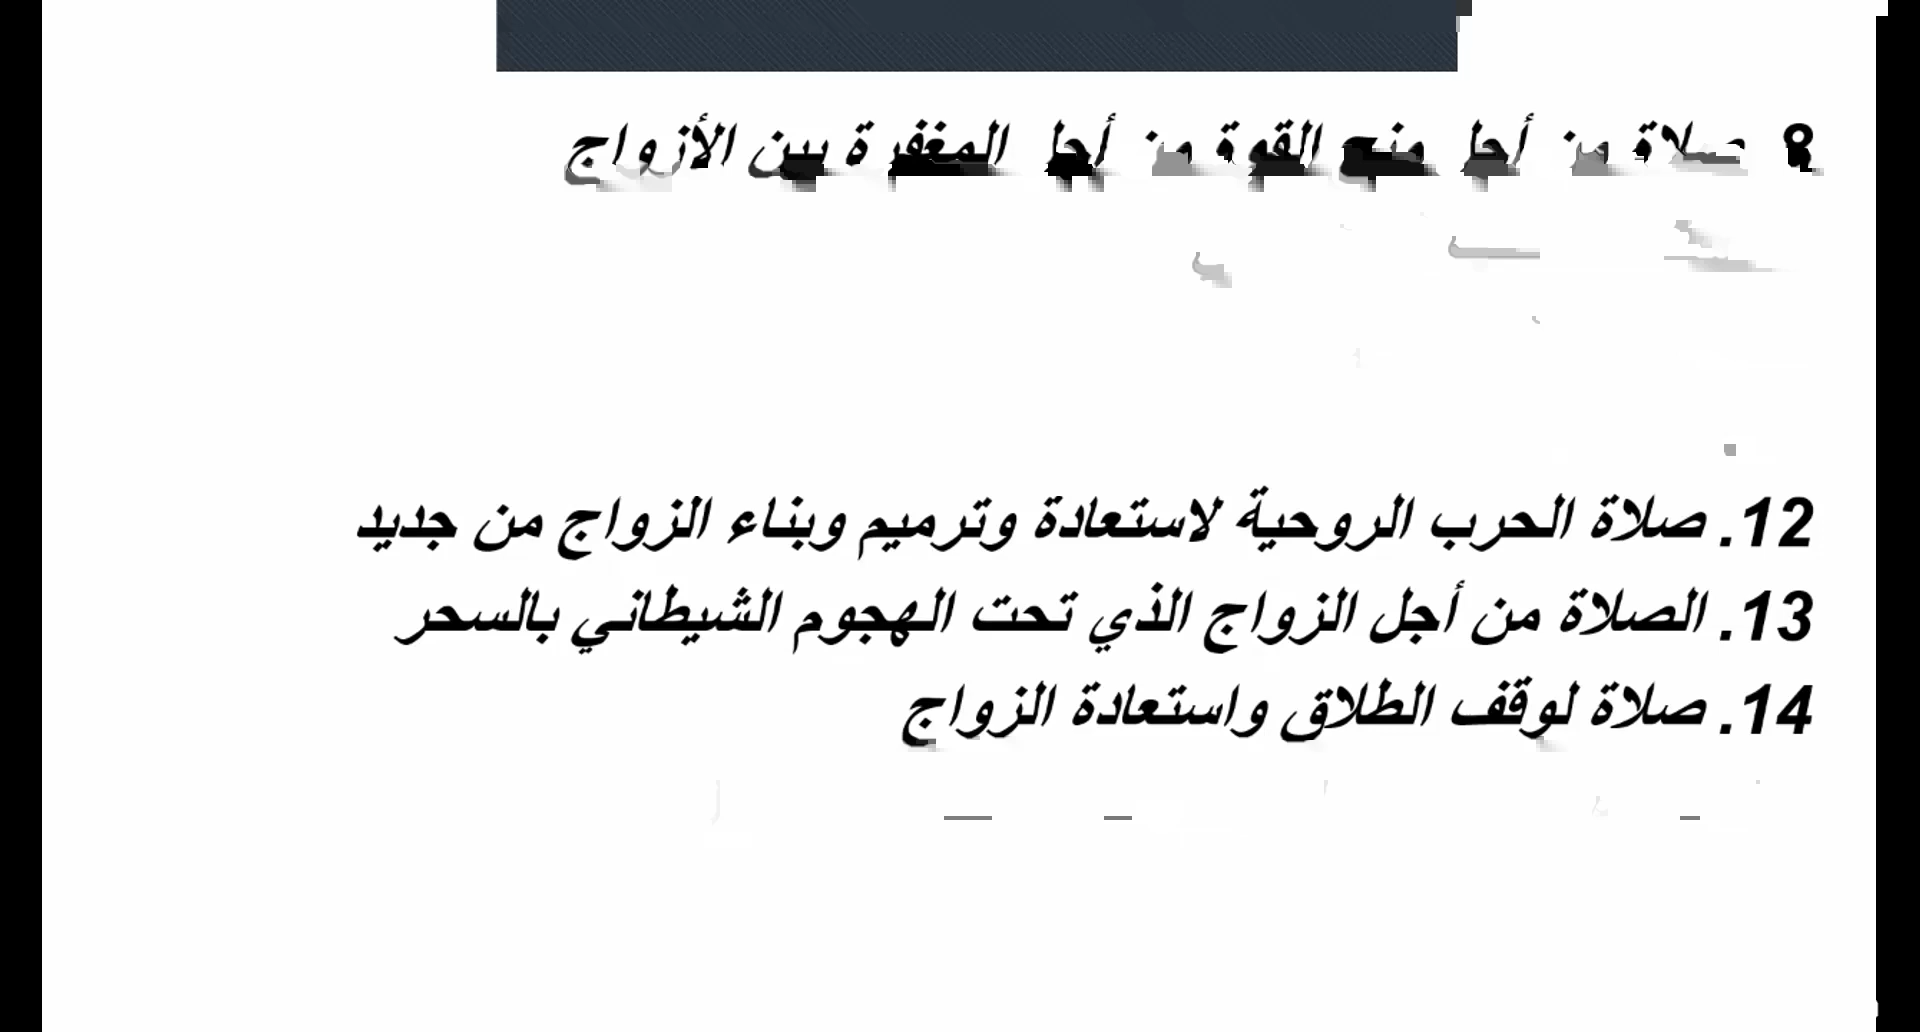 8 صلاة من أجل منح القوة من أجل المغفرة بين الأزواج
12. صلاة الحرب الروحية لاستعادة وترميم وبناء الزواج من جديد
13. الصلاة من أجل الزواج الذي تحت الهجوم الشيطاني بالسحر
14. صلاة لوقف الطلاق واستعادة الزواج